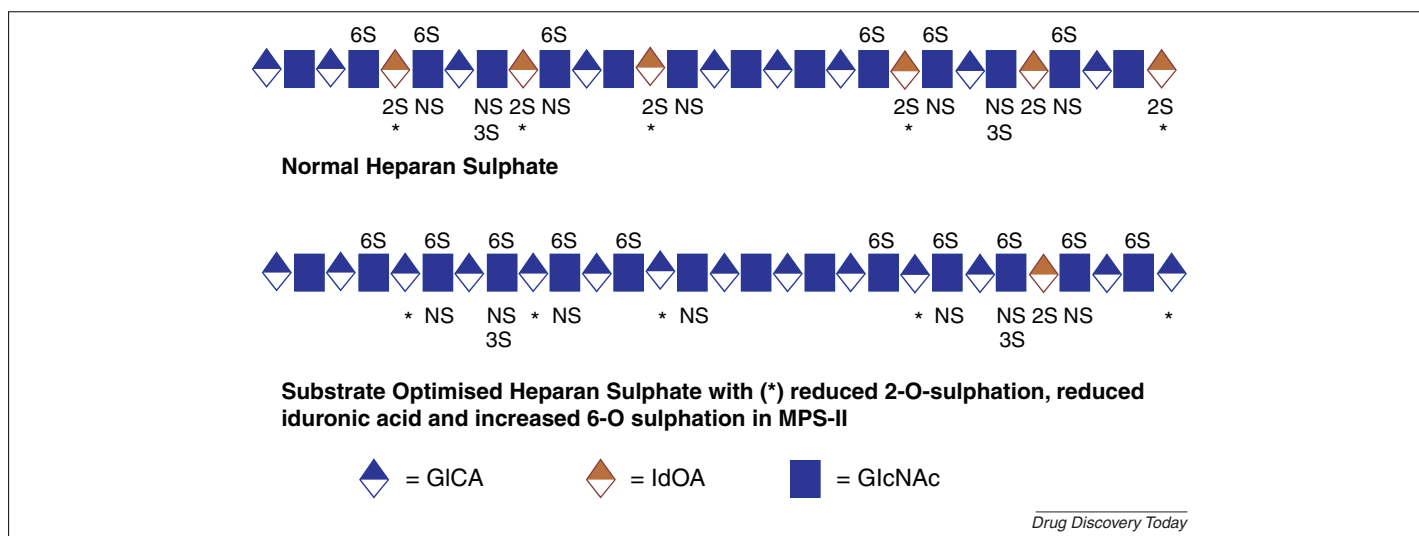 6S 6S 6S 6S 6S 6S
2S NS NS 2S NS 2S NS 2S NS NS 2S NS 2S
* 3S * * * 3S *
Normal Heparan Sulphate
6S 6S 6S 6S 6S 6S 6S 6S 6S 6S
* NS NS * NS * NS * NS NS 2S NS *
3S 3S
Substrate Optimised Heparan Sulphate with (*) reduced 2-O-sulphation, reduced
iduronic acid and increased 6-O sulphation in MPS-II
= GlCA = IdOA = GlcNAc
Drug Discovery Today